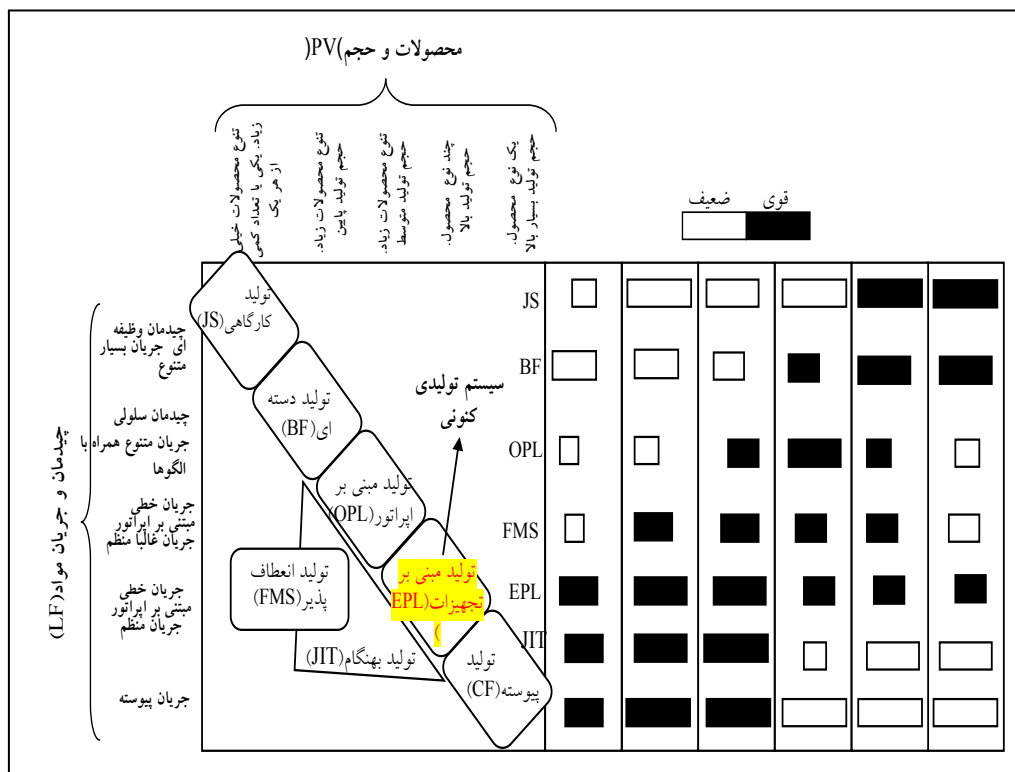 محصولات و حجم)PV(
تنوع محصولات خیلی
زیاد. یکی یا تعداد کمی
از هر یک
تنوع محصولات زیاد.
حجم تولید پایین
تنوع محصولات زیاد.
حجم تولید متوسط
چند نوع محصول.
حجم تولید بالا
یک نوع محصول.
حجم تولید بسیار بالا
ضعیف
قوی
چیدمان و جریان مواد(LF)
چیدمان وظیفه
ای جریان بسیار
متنوع
چیدمان سلولی
جریان متنوع همراه با
الگوها
جریان خطی
مبتنی بر اپراتور
جریان غالبا منظم
جریان خطی
مبتنی بر اپراتور
جریان منظم
جریان پیوسته
تولید
کارگاهی(JS)
تولید دسته
ای(BF)
تولید مبنی بر
اپراتور(OPL)
سیستم تولیدی
کنونی
تولید مبنی بر
تجهیزات(EPL
)
تولید
پیوسته(CF)
تولید انعطاف
پذیر(FMS)
تولید بهنگام(JIT)
JS
BF
OPL
FMS
EPL
JIT